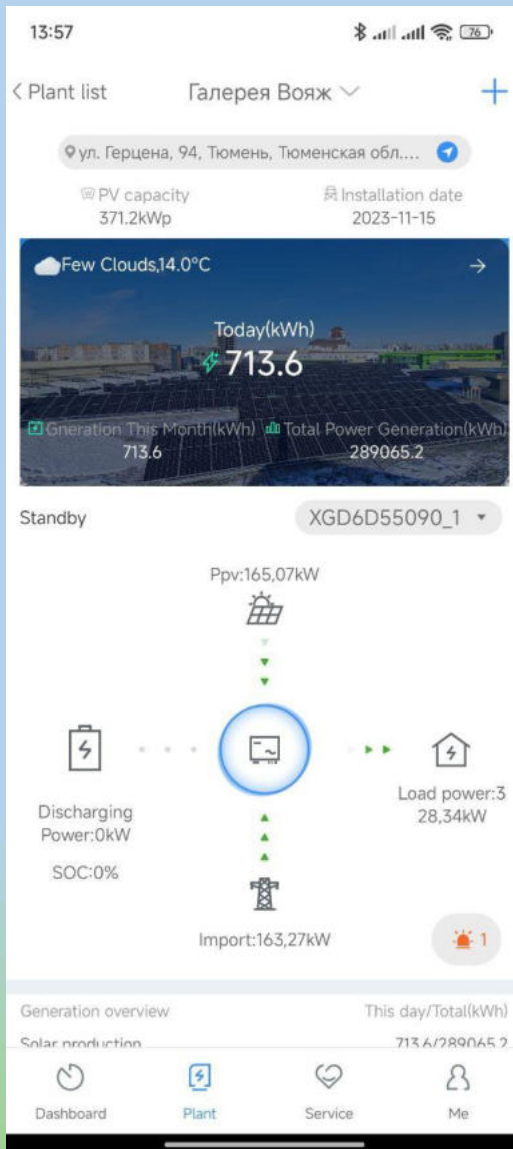 13:57
76
< Plant list Галерея Вояж
ул. Герцена, 94, Тюмень, Тюменская обл....
PV capacity Installation date
371.2kWp 2023-11-15
Few Clouds,14.0°C
Today(kWh)
713.6
Gneration This Month(kWh) Total Power Generation(kWh)
713.6 289065.2
Standby XGD6D55090_1
Ppv:165,07kW
Discharging
Power:0kW
SOC:0%
Load power:3
28,34kW
Import:163,27kW
1
Generation overview This day/Total(kWh)
Solar production 713.6/289065.2
Dashboard Plant Service Me